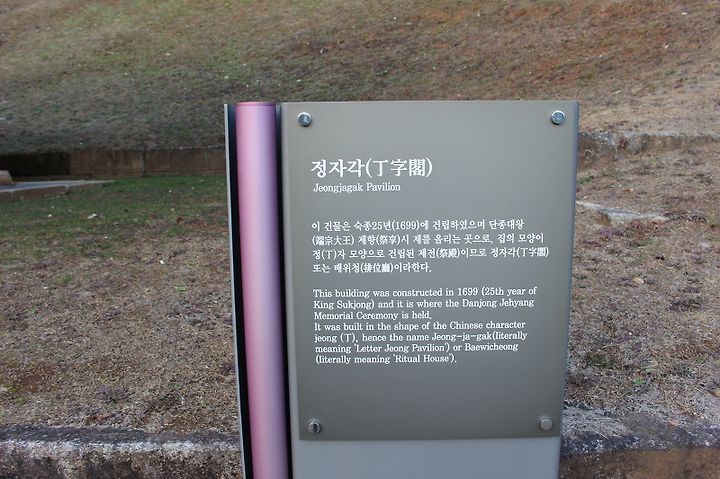 정자각(丁字閣)
Jeongjagak Pavilion
이 건물은 숙종25년(1699)에 건립하였으며 단종대왕
(端宗大王) 제향(祭享)시 제를 올리는 곳으로, 집의 모양이
정(丁)자 모양으로 건립된 제전(祭殿)이므로 정자각(丁字閣)
또는 배위청(拜位廳)이라한다.
This building was constructed in 1699 (25th year of
King Sukjong) and it is where the Danjong Jehyang
Memorial Ceremony is held.
It was built in the shape of the Chinese character
jeong (丁), hence the name Jeong-ja-gak(literally
meaning 'Letter Jeong Pavilion') or Baewicheong
(literally meaning 'Ritual House').